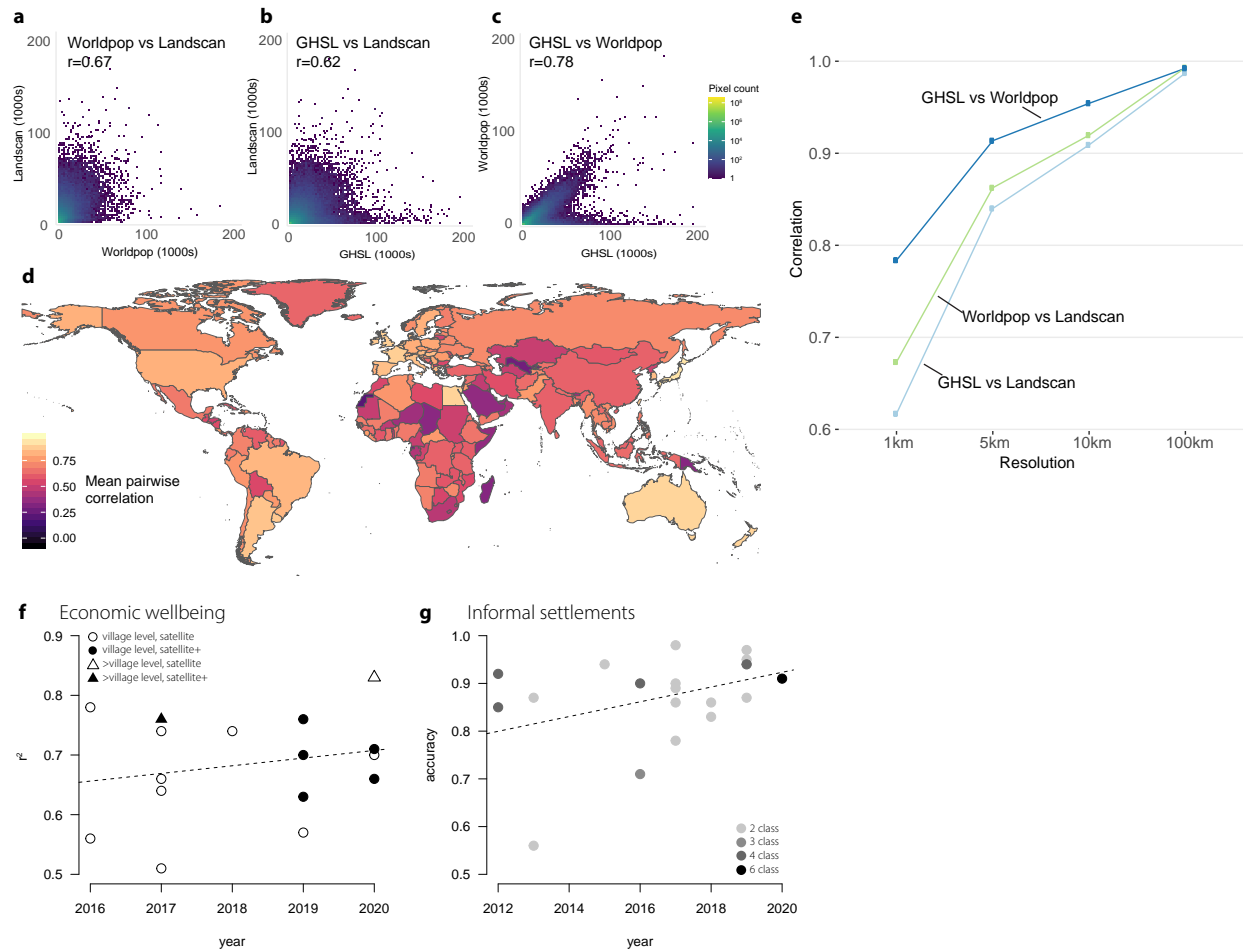 a
Worldpop vs Landscan
r=0.67
200
100
0
Landscan (1000s)
0
100
200
Worldpop (1000s)
b
GHSL vs Landscan
r=0.62
200
100
0
Landscan (1000s)
0
100
200
GHSL (1000s)
c
GHSL vs Worldpop
r=0.78
200
100
0
Worldpop (1000s)
0
100
200
GHSL (1000s)
Pixel count
10⁸
10⁶
10⁴
10²
1
d
0.75
0.50
0.25
0.00
Mean pairwise
correlation
e
1.0
0.9
0.8
0.7
0.6
Correlation
GHSL vs Worldpop
Worldpop vs Landscan
GHSL vs Landscan
1km
5km
10km
100km
Resolution
f Economic wellbeing
village level, satellite
village level, satellite+
>village level, satellite
>village level, satellite+
0.9
0.8
0.7
0.6
0.5
r²
2016
2017
2018
2019
2020
year
g Informal settlements
1.0
0.9
0.8
0.7
0.6
0.5
accuracy
2 class
3 class
4 class
6 class
2012
2014
2016
2018
2020
year